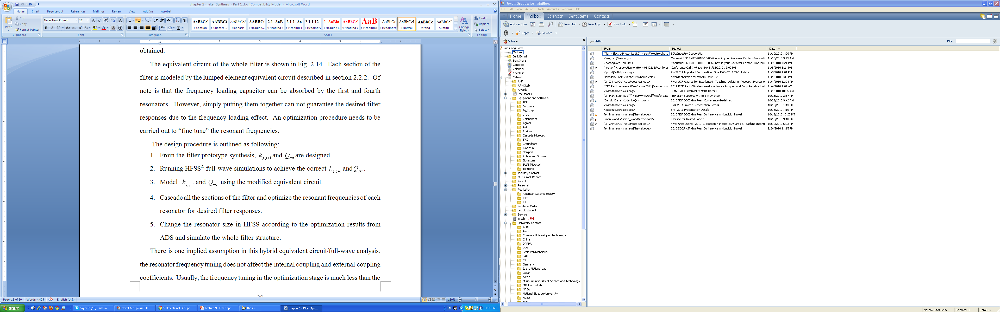 chapter 2 - Filter Synthesis - Part 1.doc [Compatibility Mode] - Microsoft Word
Home Insert Page Layout References Mailings Review View Add-Ins Acrobat
Paste
Cut
Copy
Format Painter
Clipboard
Times New Roman 12
Font
Paragraph
AaBbCcI AABBC AaBbCcI AABBC 2.1 AaB 2.1.1 Aa 2.1.1.12 1 AaBb( AaBbCcI AaB AaBbCc AaBbCcI AaBbCc AaBbCcI
¶ Caption ¶ Chapter ... Emphasis ¶ Heading... ¶ Heading 3 ¶ Heading 4 ¶ Heading 5 ¶ Heading 6 ¶ Heading 7 ¶ Heading 8 ¶ Heading 9 ¶ Normal Strong Subtitle
Styles
Change Styles
Find
Replace
Select
Editing
obtained.
The equivalent circuit of the whole filter is shown in Fig. 2.14. Each section of the
filter is modeled by the lumped element equivalent circuit described in section 2.2.2. Of
note is that the frequency loading capacitor can be absorbed by the first and fourth
resonators. However, simply putting them together can not guarantee the desired filter
responses due to the frequency loading effect. An optimization procedure needs to be
carried out to “fine tune” the resonant frequencies.
The design procedure is outlined as following:
1. From the filter prototype synthesis, k j, j+1 and Q ext are designed.
2. Running HFSS® full-wave simulations to achieve the correct k j, j+1 and Q ext .
3. Model k j, j+1 and Q ext using the modified equivalent circuit.
4. Cascade all the sections of the filter and optimize the resonant frequencies of each
resonator for desired filter responses.
5. Change the resonator size in HFSS according to the optimization results from
ADS and simulate the whole filter structure.
There is one implied assumption in this hybrid equivalent circuit/full-wave analysis:
the resonator frequency tuning does not affect the internal coupling and external coupling
coefficients. Usually, the frequency tuning in the optimization stage is much less than the
Page: 18 of 30 Words: 4,425 English (U.S.) 160%
start Skype™ [10] - schum... Novell GroupWise - M... Slickdeals.net: Coupo... Lecture 9 - Filter.ppt ... Thesis chapter 2 - Filter Syn... EN 4:50 PM
Novell GroupWise - Mailbox
File Edit View Actions Tools Accounts Window Help
Home Mailbox Calendar Sent Items Contacts
Address Book New Mail New Appt New Task
Reply Forward
Online
Xun Gong Home
Mailbox
Junk E-mail
Sent Items
Contacts
Calendar
Checklist
Cabinet
AMF
ARMI Lab
Awards
Documents
Equipment and Software
TDK
Software
Publisher
LTCC
Component
Agilent
AML
Anritsu
Cascade Microtech
EVG
Groundzero
Ikoclassic
Newport
Rohde and Schwarz
Signatone
SUSS Microtech
Tektronix
Industry Contact
ORC Grant Report
Patent
Personal
Publication
American Ceramic Society
IEEE
IEE
Purchase Order
recruit student
Service
Trash [140]
University Contact
AFRL
ARO
Chalmers University of Technology
China
DARPA
DOE
Ecole Polytechnique
FAU
FIU
Germany
Idaho National Lab
Japan
Korea
Missouri University of Science and Technology
MIT Lincoln Lab
NASA
National Sigapore University
NCSU
Mailbox Filter:
From Subject Date
"Alen - Electro-Photonics LLC" <alen@electro-photo EDU/Industry Cooperation 11/10/2010 1:00 PM
<ming.yu@ieee.org> Manuscript ID TMTT-2010-10-0562 now in your Reviewer Center -Transacti 11/10/2010 9:45 AM
<cwtang@ccu.edu.tw> Manuscript ID TMTT-2010-10-0552 now in your Reviewer Center -Transacti 11/9/2010 4:21 PM
"j culver" <reservation-WVHWX-9530212@conferer Conference Call Invitation for 11/12/2010 12:00 PM 11/8/2010 8:24 PM
<jpond@mtt-tpms.org> RWS2011 Important Information: Final RWW2011 TPC Update 11/5/2010 1:01 PM
"Johnson, Joel" <wjohns19@harris.com> awards chairman for WAMICON 2012 11/4/2010 2:38 PM
"Dr. Zhihua Qu" <qu@eecs.ucf.edu> Fwd: UCF Awards for Excellence in Teaching, Advising, Research,Professio 11/4/2010 12:23 PM
"IEEE Radio Wireless Week" <rws2011@rawcon.org 2011 IEEE Radio Wireless Week - Advance Program and Early Registration I 11/4/2010 1:07 AM
<mstoltz@ceramics.org> 35th ICACC Abstract 929401 Details 11/1/2010 10:05 AM
"Dr. Mary Lynn Realff" <marylynn.realff@ptfe.gate NSF grant supports WIRES2 in Orlando 10/26/2010 2:57 PM
"Denick, Dana" <ddenick@nsf.gov> 2010 NSF ECCS Grantees' Conference Guidelines 10/22/2010 9:42 AM
<mstoltz@ceramics.org> EMA 2011 Invited Presentation Details 10/16/2010 1:13 PM
<mstoltz@ceramics.org> EMA 2011 Presentation Details 10/16/2010 1:10 PM
Teri Imanaka <imanaka@hawaii.edu> 2010 NSF ECCS Grantees Conference in Honolulu, Hawaii 10/12/2010 10:23 PM
Simon Wood <Simon_Wood@cree.com> Timeline for Invited Papers 10/12/2010 9:10 PM
"Dr. Zhihua Qu" <qu@eecs.ucf.edu> Fwd: Announcing - 2010-11 Research Incentive Awards & Teaching Incenti 10/10/2010 6:03 PM
Teri Imanaka <imanaka@hawaii.edu> 2010 ECCS NSF Grantees Conference in Honolulu, Hawaii 9/24/2010 11:15 PM
Mailbox Size: 32% Selected: 1 Total: 17